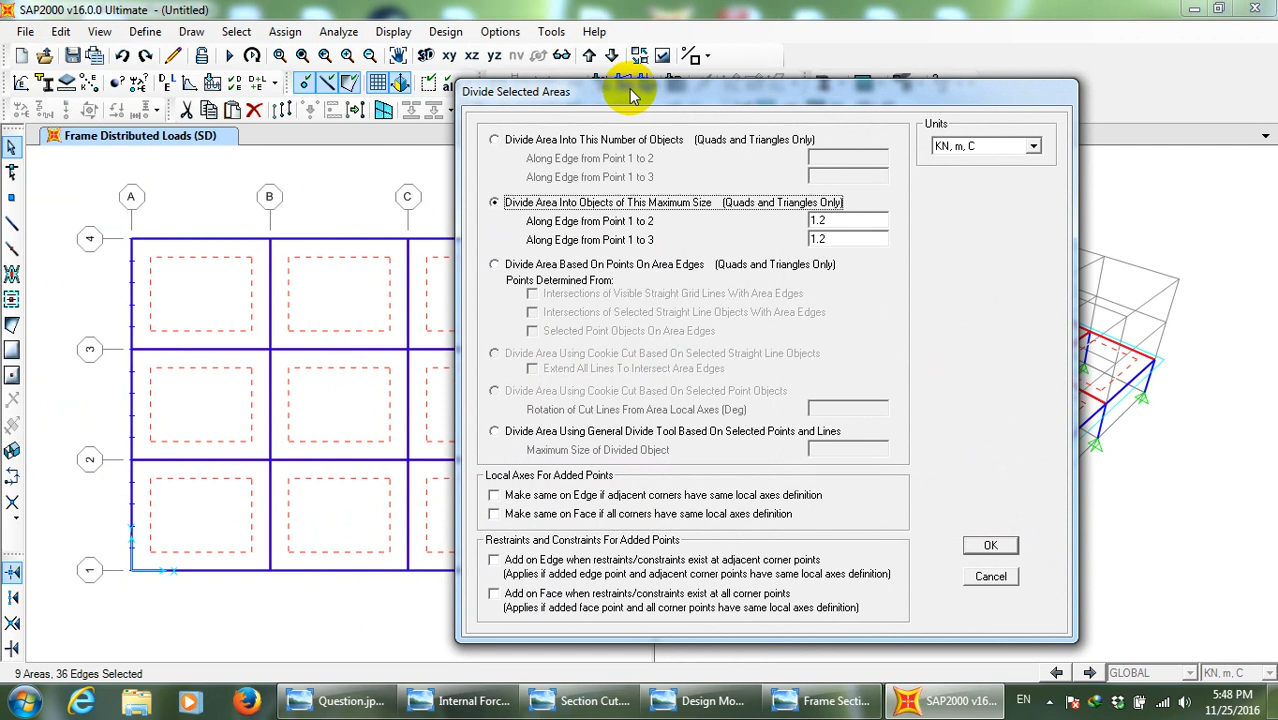 SAP2000 v16.0.0 Ultimate - (Untitled)
File Edit View Define Draw Select Assign Analyze Display Design Options Tools Help
3D xy xz yz nv
Frame Distributed Loads (SD)
Divide Selected Areas
Divide Area Into This Number of Objects (Quads and Triangles Only)
Along Edge from Point 1 to 2
Along Edge from Point 1 to 3
Divide Area Into Objects of This Maximum Size (Quads and Triangles Only)
Along Edge from Point 1 to 2 1.2
Along Edge from Point 1 to 3 1.2
Divide Area Based On Points On Area Edges (Quads and Triangles Only)
Points Determined From:
Intersections of Visible Straight Grid Lines With Area Edges
Intersections of Selected Straight Line Objects With Area Edges
Selected Point Objects On Area Edges
Divide Area Using Cookie Cut Based On Selected Straight Line Objects
Extend All Lines To Intersect Area Edges
Divide Area Using Cookie Cut Based On Selected Point Objects
Rotation of Cut Lines From Area Local Axes (Deg)
Divide Area Using General Divide Tool Based On Selected Points and Lines
Maximum Size of Divided Object
Local Axes For Added Points
Make same on Edge if adjacent corners have same local axes definition
Make same on Face if all corners have same local axes definition
Restraints and Constraints For Added Points
Add on Edge when restraints/constraints exist at adjacent corner points
(Applies if added edge point and adjacent corner points have same local axes definition)
Add on Face when restraints/constraints exist at all corner points
(Applies if added face point and all corner points have same local axes definition)
Units
KN, m, C
OK
Cancel
A B C
4
3
2
1
9 Areas, 36 Edges Selected
GLOBAL KN, m, C
Question.jp... Internal Forc... Section Cut.... Design Mo... Frame Secti... SAP2000 v16.... EN
5:48 PM
11/25/2016